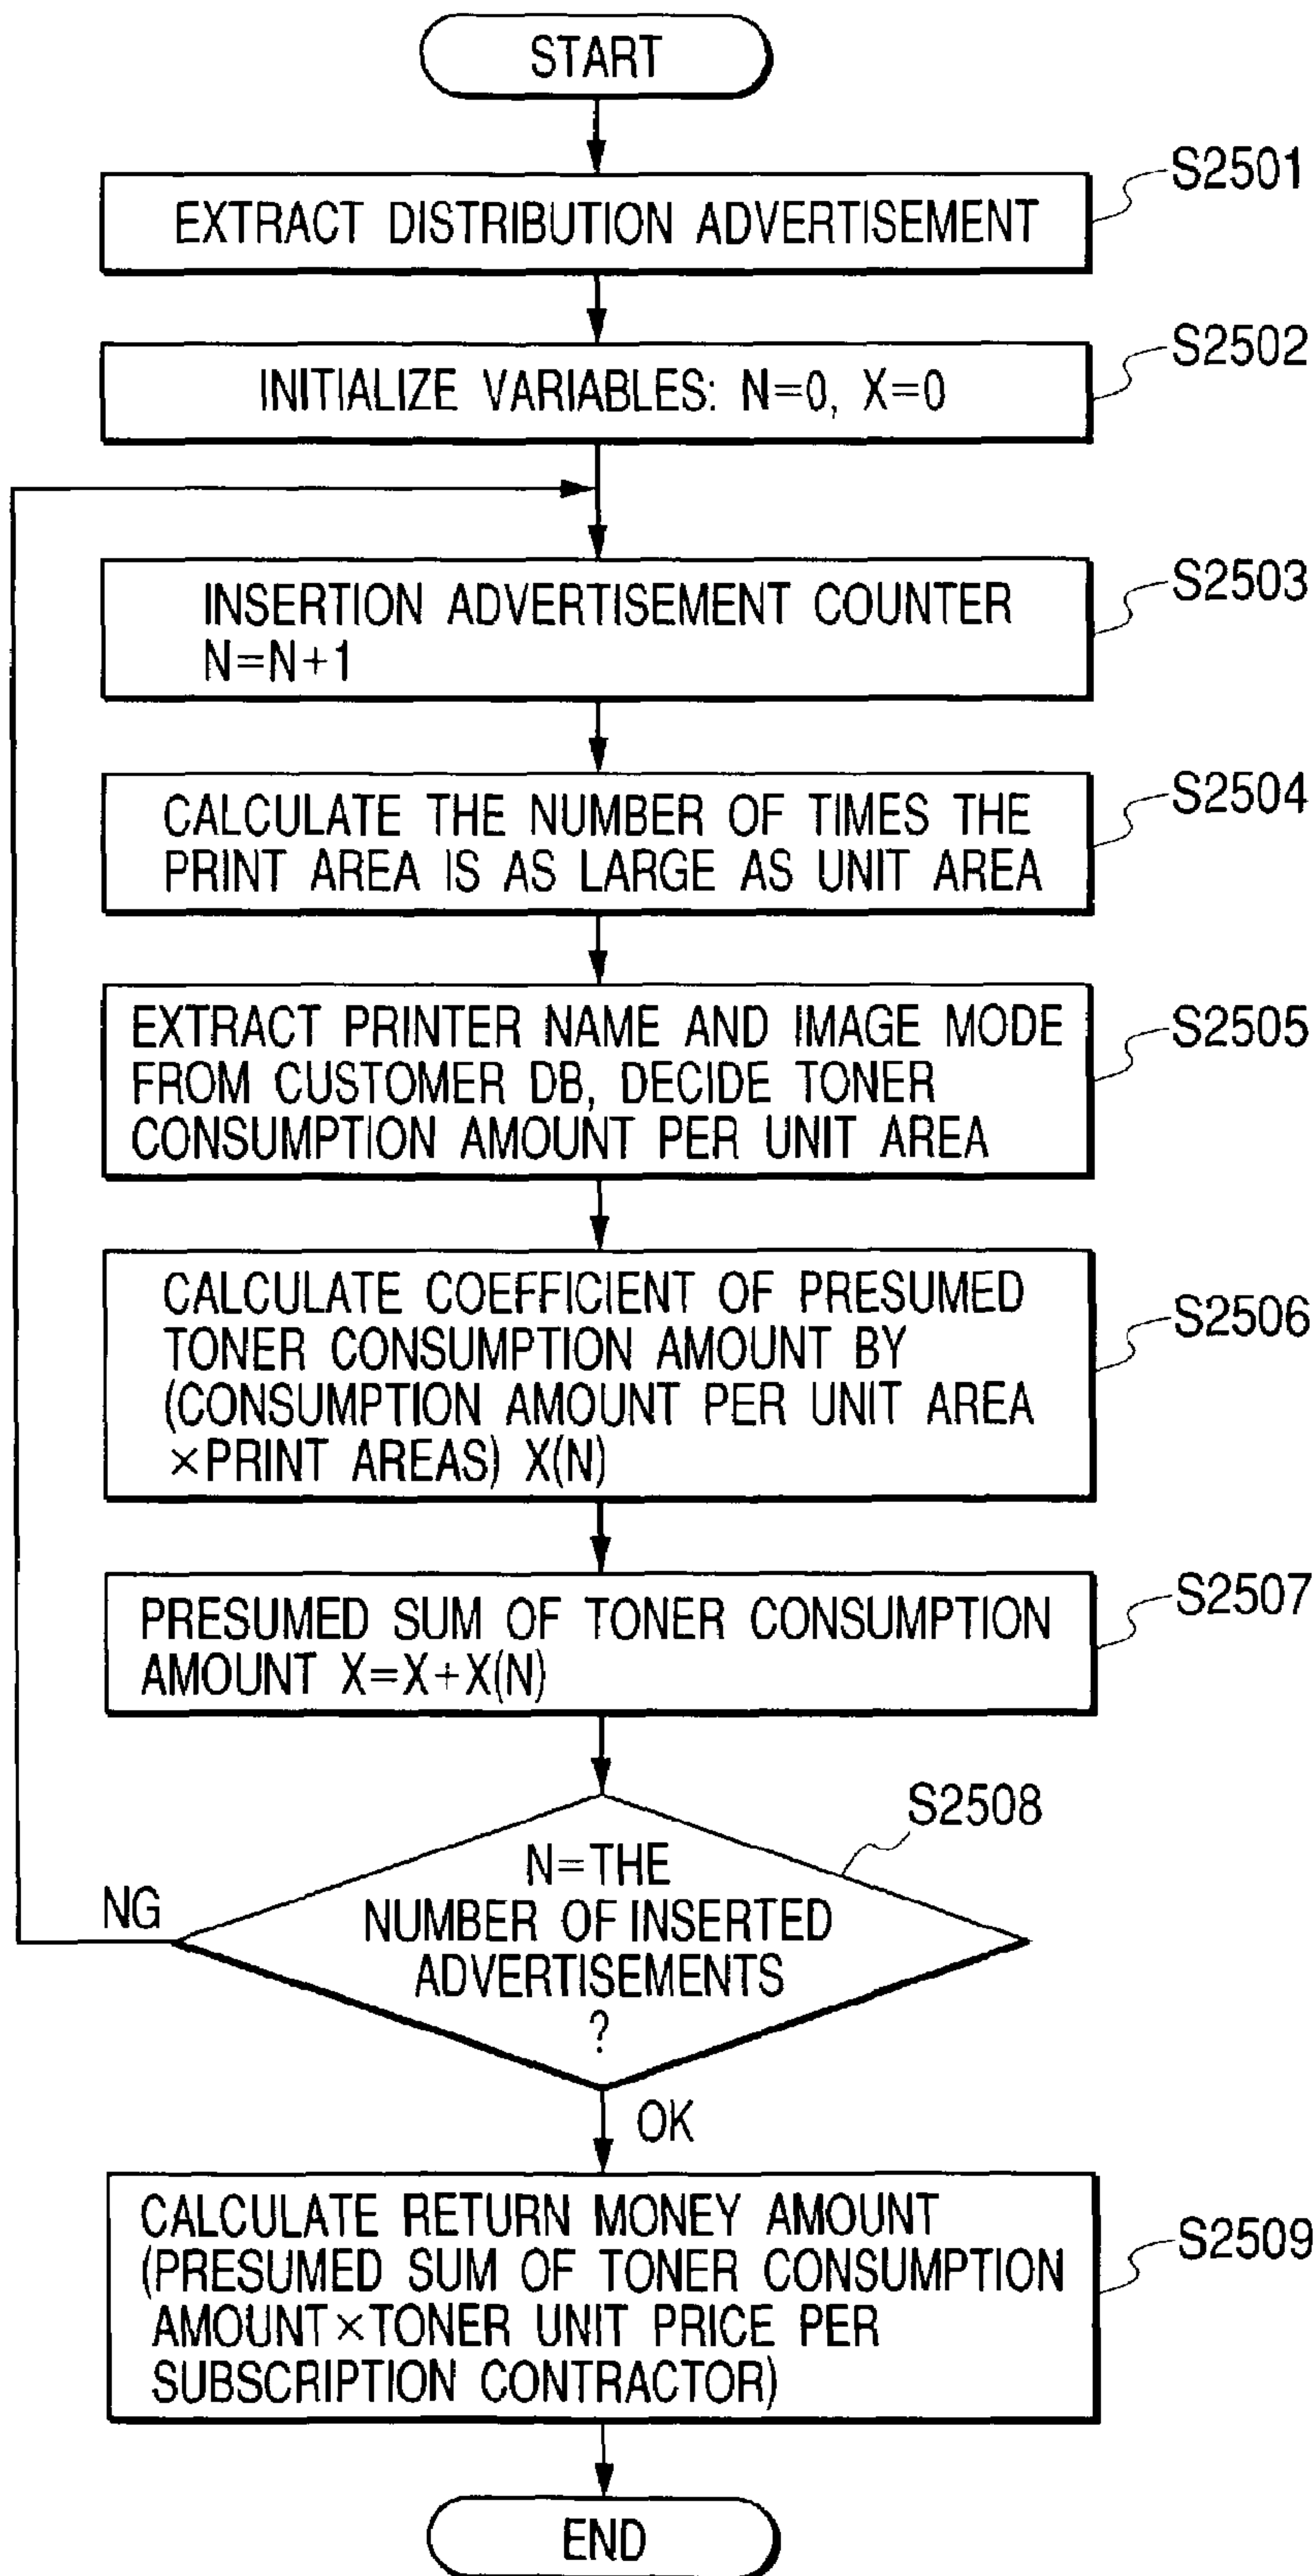 START
S2501
EXTRACT DISTRIBUTION ADVERTISEMENT
S2502
INITIALIZE VARIABLES: N=0, X=0
S2503
INSERTION ADVERTISEMENT COUNTER
N=N+1
S2504
CALCULATE THE NUMBER OF TIMES THE
PRINT AREA IS AS LARGE AS UNIT AREA
S2505
EXTRACT PRINTER NAME AND IMAGE MODE
FROM CUSTOMER DB, DECIDE TONER
CONSUMPTION AMOUNT PER UNIT AREA
S2506
CALCULATE COEFFICIENT OF PRESUMED
TONER CONSUMPTION AMOUNT BY
(CONSUMPTION AMOUNT PER UNIT AREA
×PRINT AREAS) X(N)
S2507
PRESUMED SUM OF TONER CONSUMPTION
AMOUNT X=X+X(N)
S2508
N=THE
NUMBER OF INSERTED
ADVERTISEMENTS
?
NG
OK
S2509
CALCULATE RETURN MONEY AMOUNT
(PRESUMED SUM OF TONER CONSUMPTION
AMOUNT×TONER UNIT PRICE PER
SUBSCRIPTION CONTRACTOR)
END